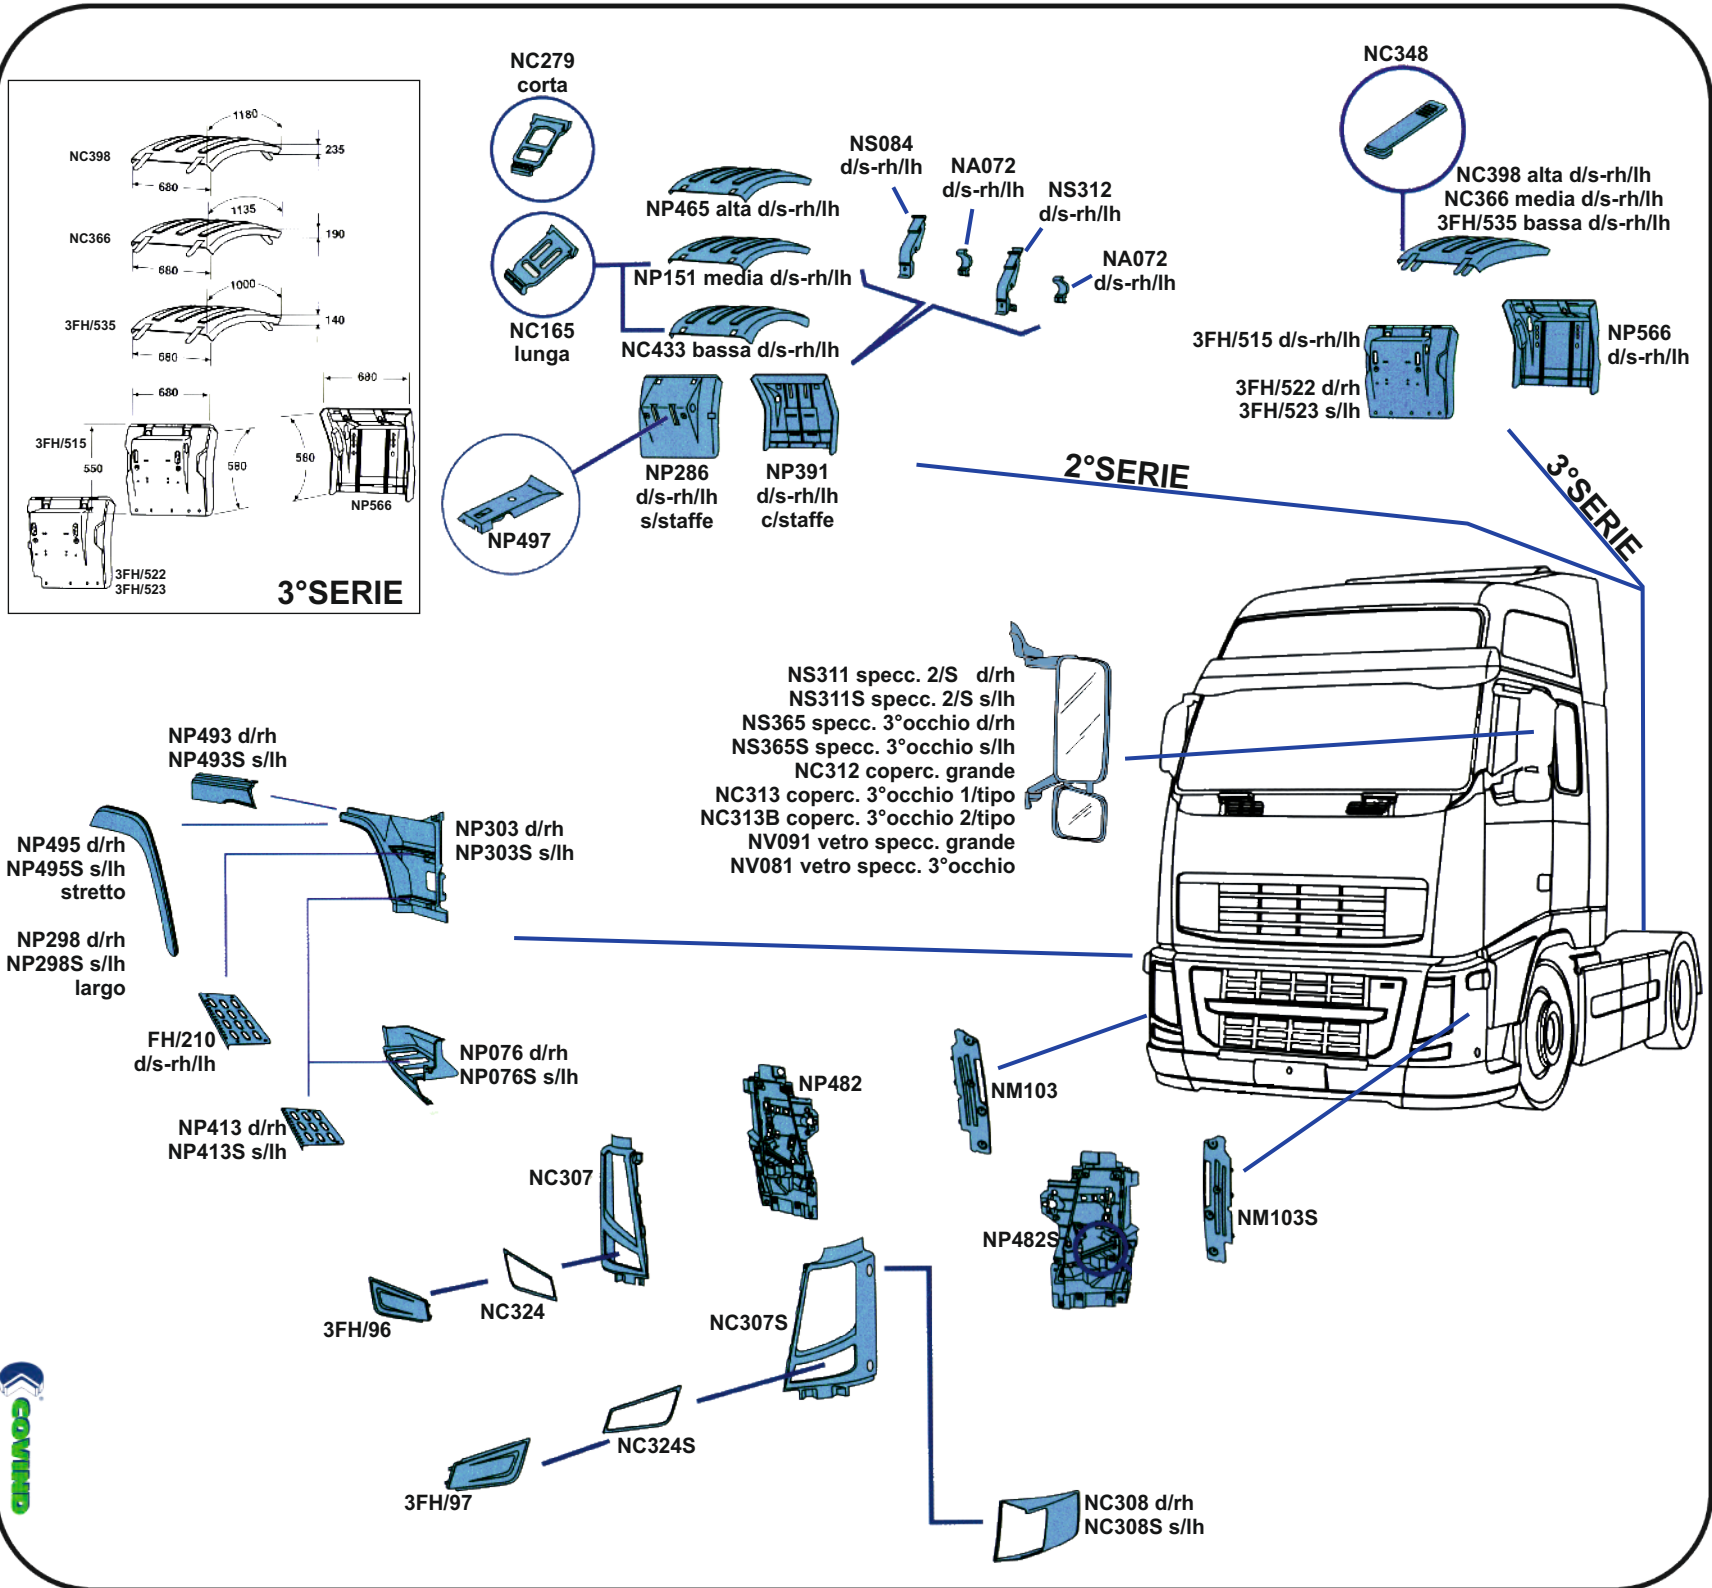 NC279
corta
NC348
1180
NC398
235
680
1135
NC366
190
680
1000
3FH/535
140
680
680
680
3FH/515
550
580
580
NP566
3FH/522
3FH/523
3°SERIE
NS084
d/s-rh/lh
NA072
d/s-rh/lh
NS312
d/s-rh/lh
NA072
d/s-rh/lh
NP465 alta d/s-rh/lh
NP151 media d/s-rh/lh
NC433 bassa d/s-rh/lh
NC165
lunga
NP286
d/s-rh/lh
s/staffe
NP391
d/s-rh/lh
c/staffe
NP497
NC398 alta d/s-rh/lh
NC366 media d/s-rh/lh
3FH/535 bassa d/s-rh/lh
3FH/515 d/s-rh/lh
3FH/522 d/rh
3FH/523 s/lh
NP566
d/s-rh/lh
2°SERIE
3°SERIE
NS311 specc. 2/S d/rh
NS311S specc. 2/S s/lh
NS365 specc. 3°occhio d/rh
NS365S specc. 3°occhio s/lh
NC312 coperc. grande
NC313 coperc. 3°occhio 1/tipo
NC313B coperc. 3°occhio 2/tipo
NV091 vetro specc. grande
NV081 vetro specc. 3°occhio
NP493 d/rh
NP493S s/lh
NP495 d/rh
NP495S s/lh
stretto
NP298 d/rh
NP298S s/lh
largo
NP303 d/rh
NP303S s/lh
FH/210
d/s-rh/lh
NP076 d/rh
NP076S s/lh
NP413 d/rh
NP413S s/lh
NP482
NM103
NC307
NP482S
NM103S
NC324
3FH/96
NC307S
NC324S
3FH/97
NC308 d/rh
NC308S s/lh
COVIND